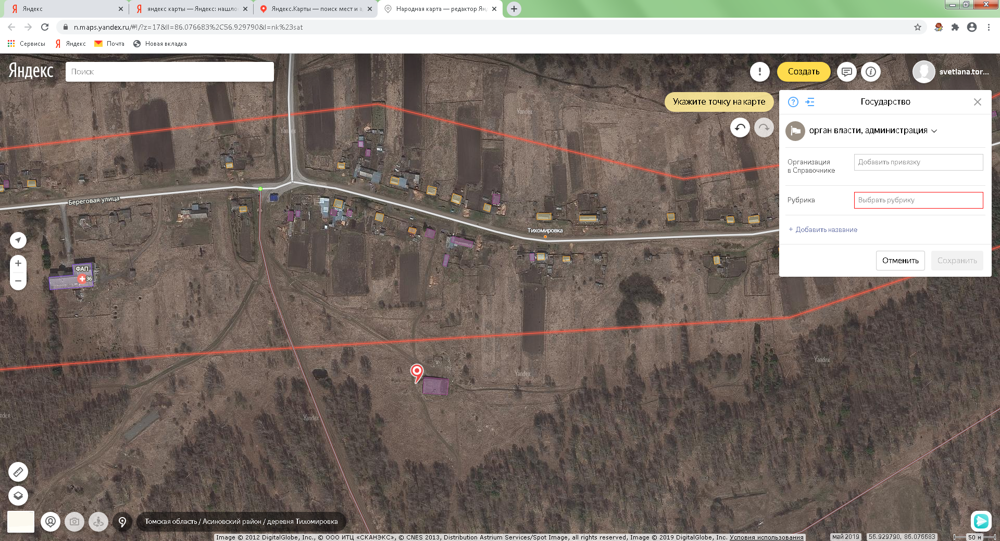 Яндекс
яндекс карты — Яндекс: нашло
Яндекс.Карты — поиск мест и а
Народная карта — редактор Ян
n.maps.yandex.ru/#!/?z=17&ll=86.076683%2C56.929790&l=nk%23sat
Сервисы
Яндекс
Почта
Новая вкладка
Яндекс
Поиск
Создать
svetlana.tor...
Укажите точку на карте
Государство
орган власти, администрация
Организация
в Справочнике
Добавить привязку
Рубрика
Выбрать рубрику
+ Добавить название
Отменить
Сохранить
Yandex
Yandex
Береговая улица
Тихомировка
ФАП
36
Yandex
Yandex
Yandex
ndex
Томская область / Асиновский район / деревня Тихомировка
Image © 2012 DigitalGlobe, Inc., © ООО ИТЦ «СКАНЭКС», © CNES 2013, Distribution Astrium Services/Spot Image, all rights reserved, Image © 2019 DigitalGlobe, Inc. Условия использования
май 2019
56.929790, 86.076683
50 м